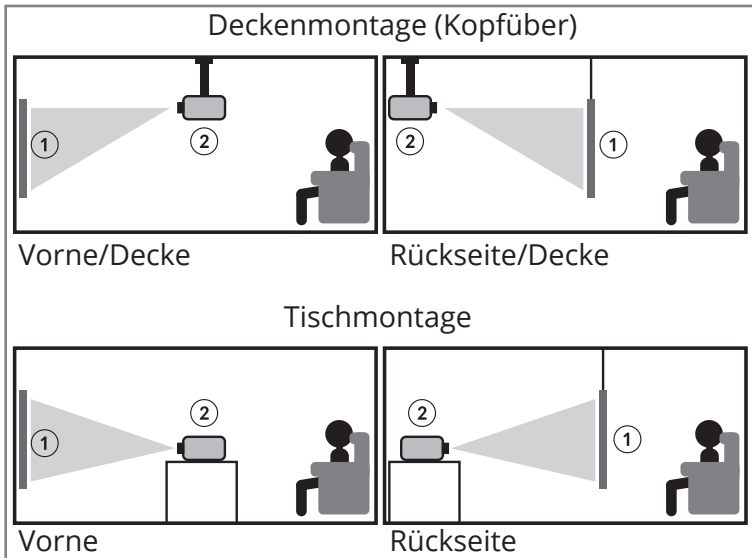 Deckenmontage (Kopfüber)
1 2 2 1
Vorne/Decke Rückseite/Decke
Tischmontage
1 2 2 1
Vorne Rückseite